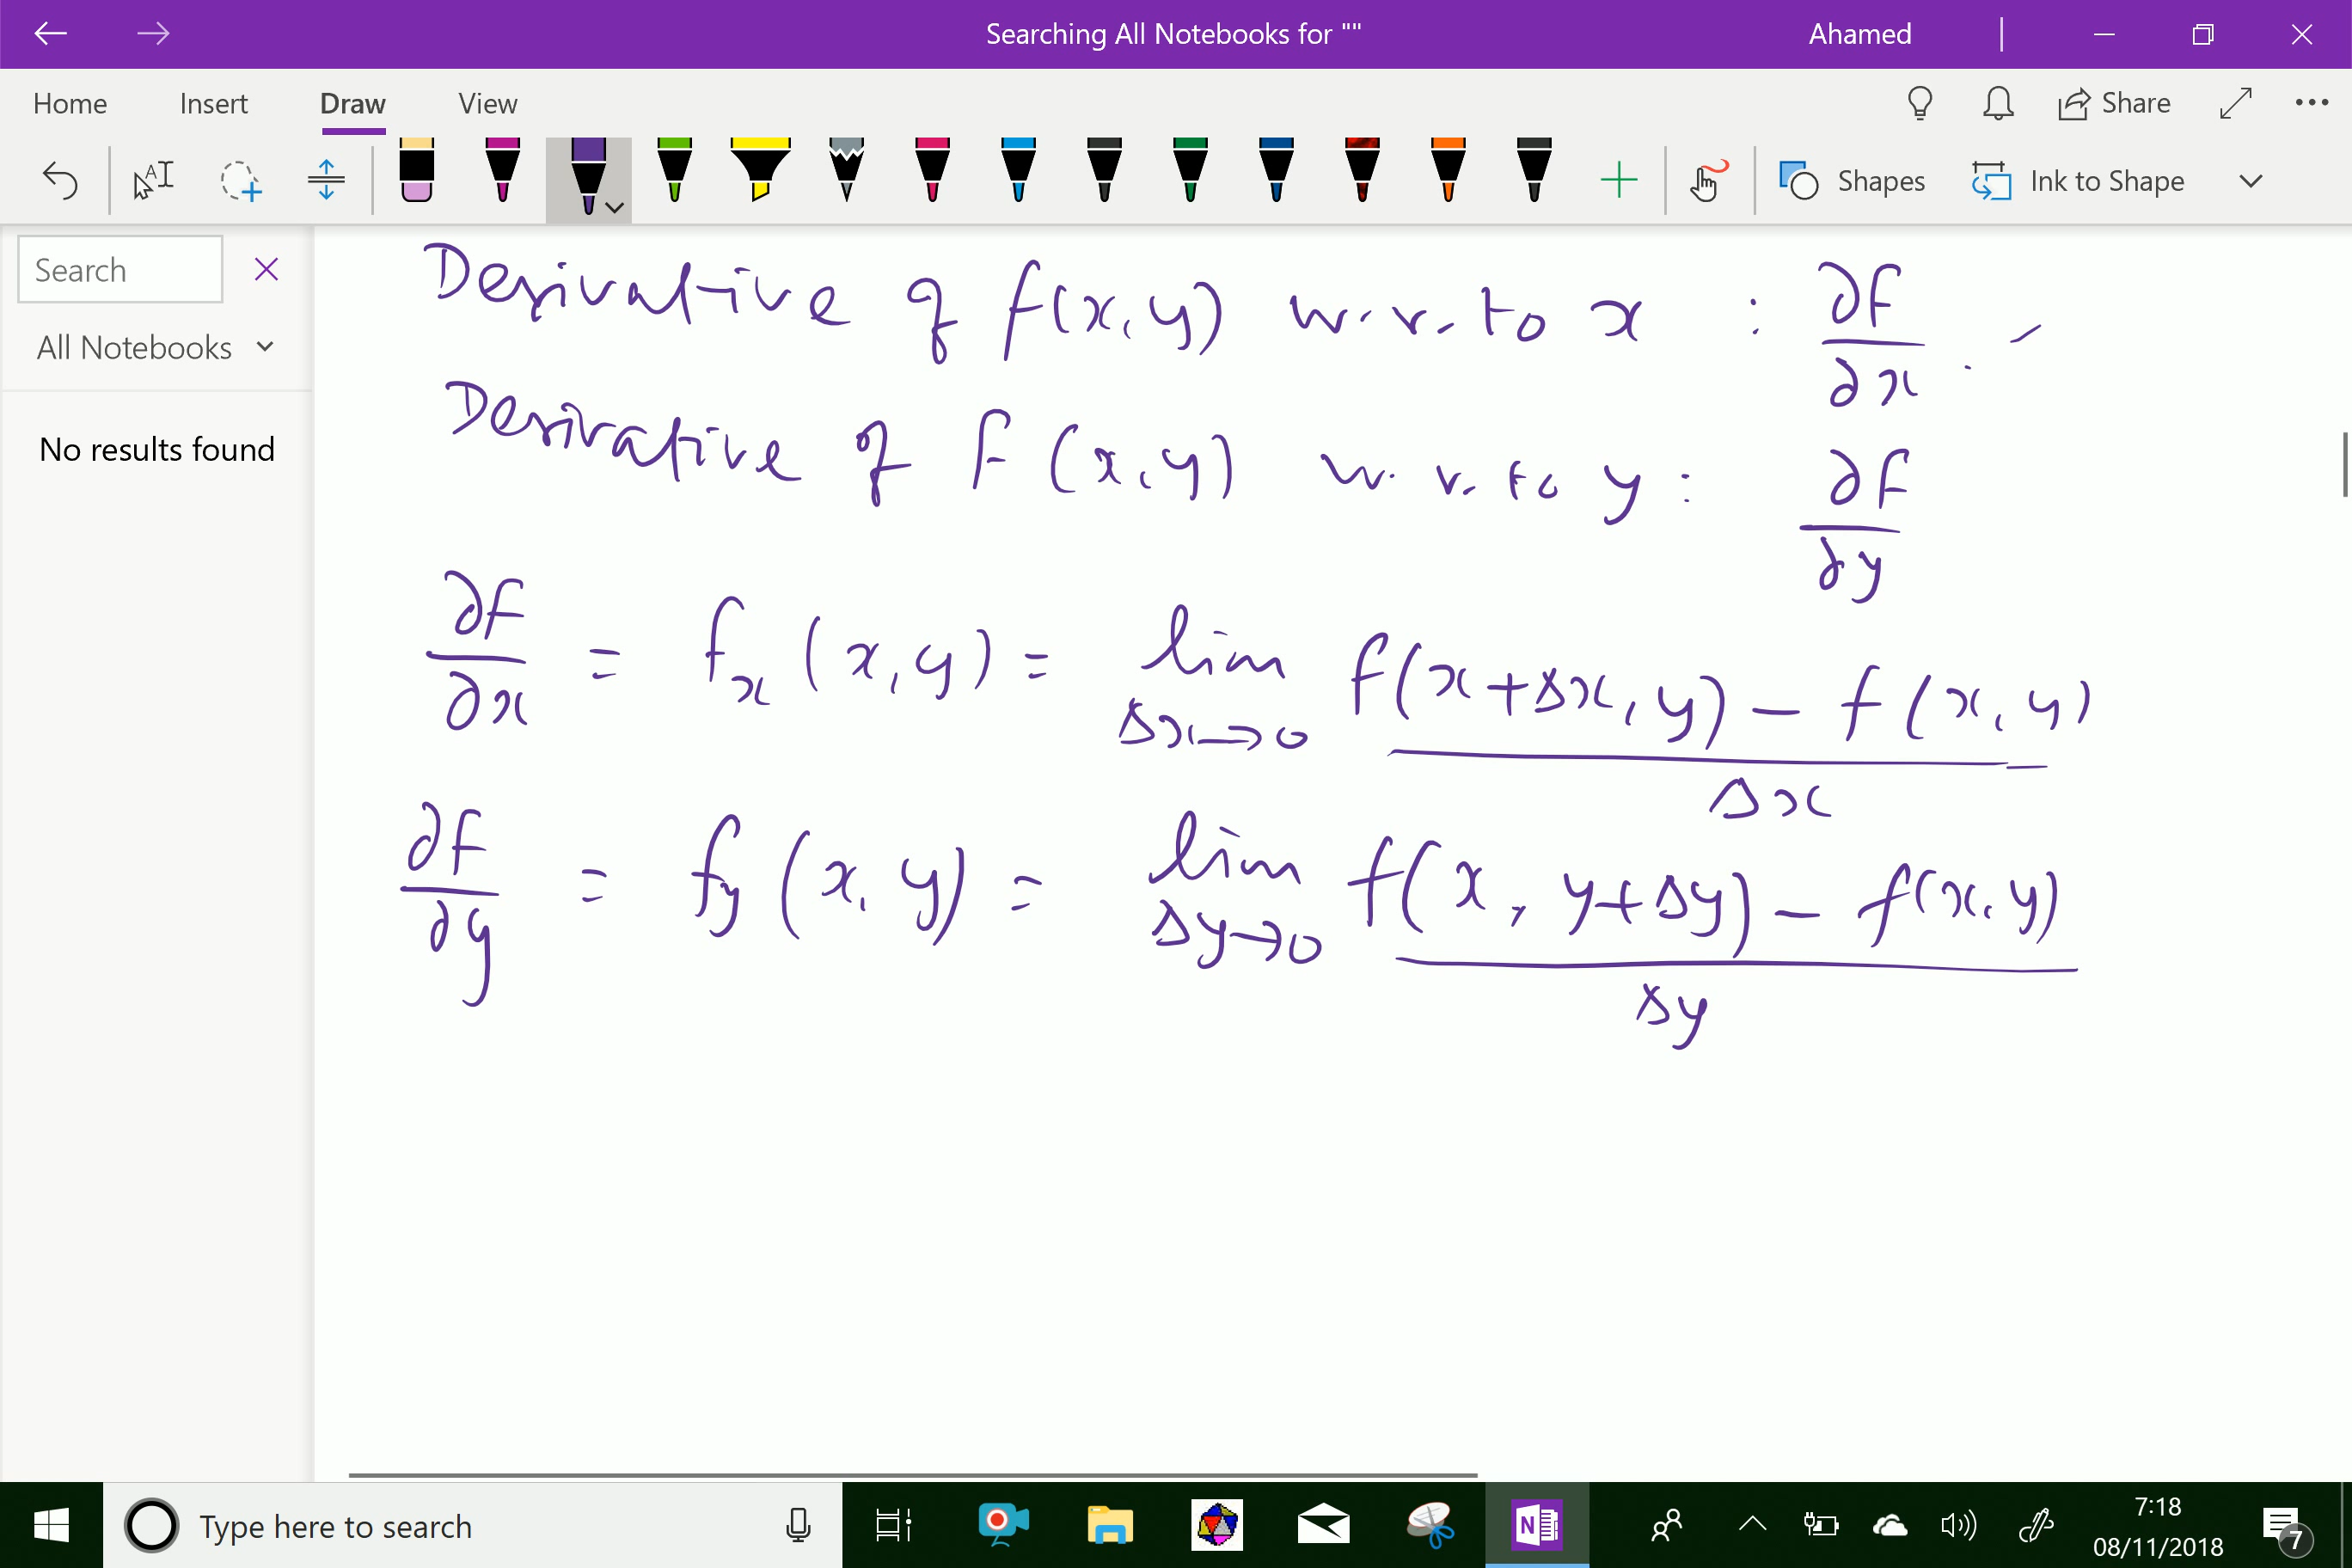 Searching All Notebooks for ""
Ahamed
Home Insert Draw View
Share
Shapes
Ink to Shape
Search
All Notebooks
No results found
Derivative of f(x,y) w.r.to x : ∂f/∂x .
Derivative of f(x,y) w.r.to y : ∂f/∂y
∂f/∂x = fₓ(x,y) = lim Δx→0 f(x+Δx,y) − f(x,y) / Δx
∂f/∂y = f_y(x,y) = lim Δy→0 f(x, y+Δy) − f(x,y) / Δy
Type here to search
N
7:18
08/11/2018
7